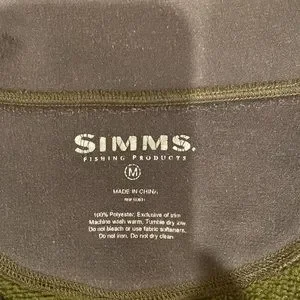 SIMMS.
FISHING PRODUCTS
M
MADE IN CHINA.
100% Polyester. Exclusive of trim
Machine wash warm, Tumble dry low.
Do not bleach or use fabric softeners.
Do not iron. Do not dry clean.